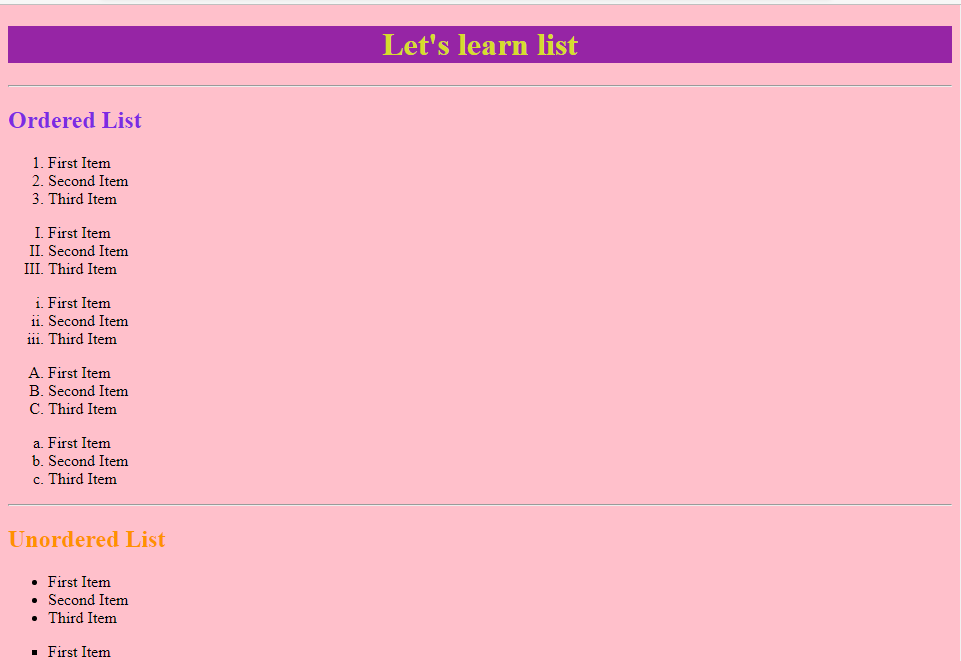 Let's learn list
Ordered List
1. First Item
2. Second Item
3. Third Item
I. First Item
II. Second Item
III. Third Item
i. First Item
ii. Second Item
iii. Third Item
A. First Item
B. Second Item
C. Third Item
a. First Item
b. Second Item
c. Third Item
Unordered List
• First Item
• Second Item
• Third Item
▪ First Item